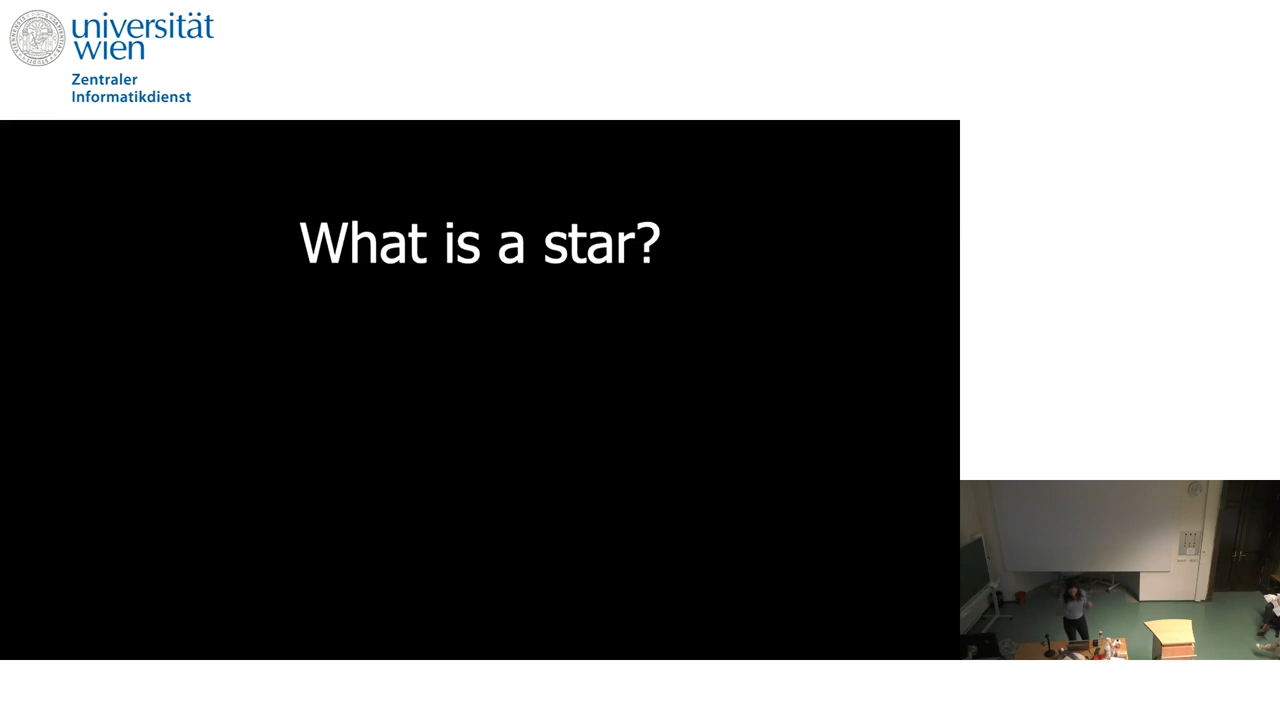 universität
wien
Zentraler
Informatikdienst
What is a star?